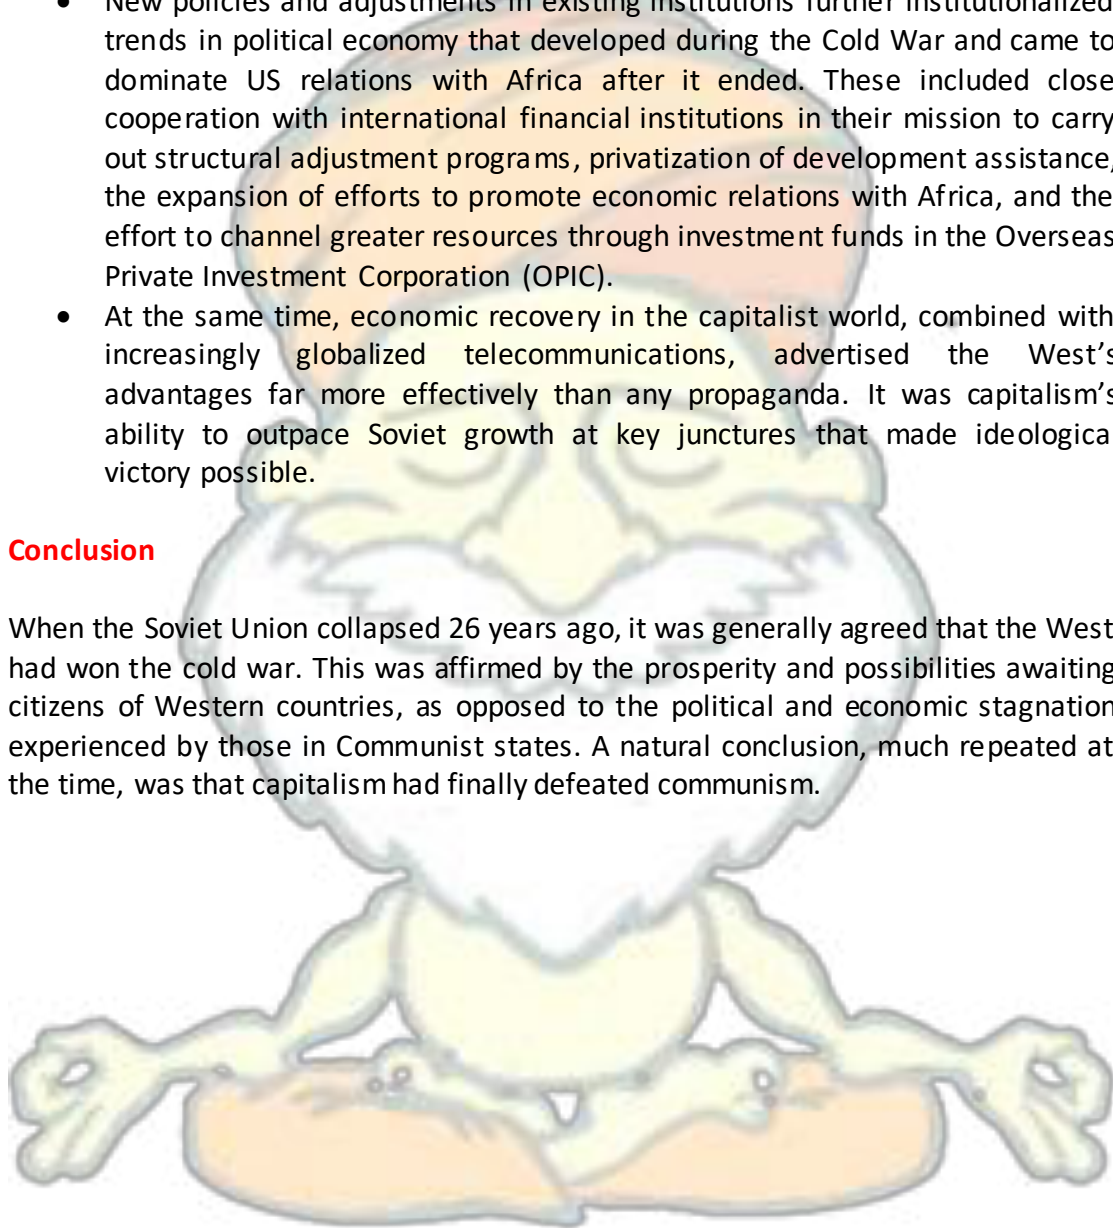 New policies and adjustments in existing institutions further institutionalized
trends in political economy that developed during the Cold War and came to
dominate US relations with Africa after it ended. These included close
cooperation with international financial institutions in their mission to carry
out structural adjustment programs, privatization of development assistance,
the expansion of efforts to promote economic relations with Africa, and the
effort to channel greater resources through investment funds in the Overseas
Private Investment Corporation (OPIC).
At the same time, economic recovery in the capitalist world, combined with
increasingly globalized telecommunications, advertised the West’s
advantages far more effectively than any propaganda. It was capitalism’s
ability to outpace Soviet growth at key junctures that made ideologica
victory possible.
Conclusion
When the Soviet Union collapsed 26 years ago, it was generally agreed that the West
had won the cold war. This was affirmed by the prosperity and possibilities awaiting
citizens of Western countries, as opposed to the political and economic stagnation
experienced by those in Communist states. A natural conclusion, much repeated at
the time, was that capitalism had finally defeated communism.